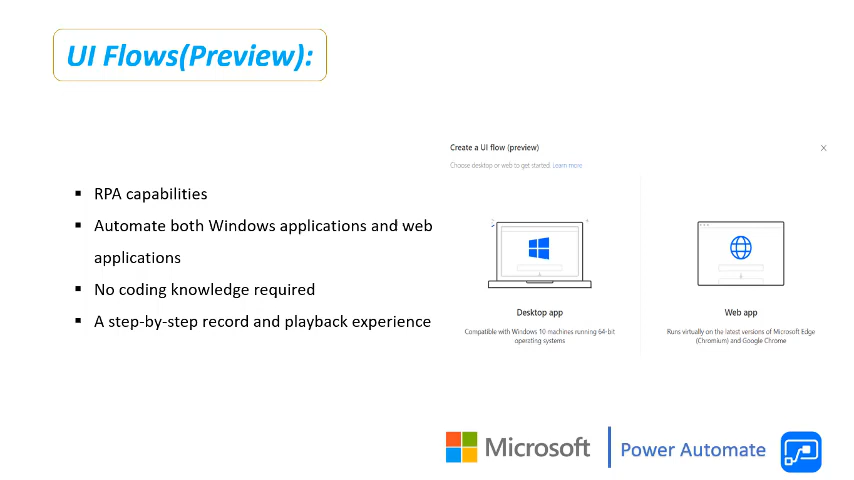 UI Flows(Preview):
RPA capabilities
Automate both Windows applications and web
applications
No coding knowledge required
A step-by-step record and playback experience
Create a UI flow (preview)
Choose desktop or web to get started. Learn more
Desktop app
Compatible with Windows 10 machines running 64-bit
operating systems
Web app
Runs virtually on the latest versions of Microsoft Edge
(Chromium) and Google Chrome
Microsoft
Power Automate